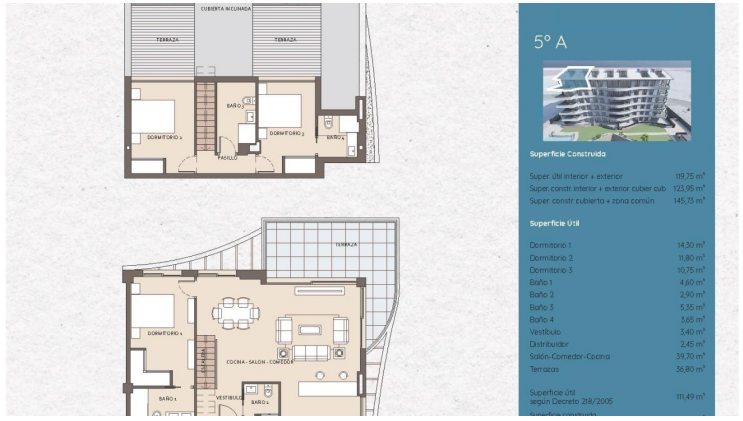 CUBIERTA INCLINADA
TERRAZA
TERRAZA
BAÑO 3
DORMITORIO 2
DORMITORIO 3
BAÑO 4
PASILLO
TERRAZA
DORMITORIO 1
ESCALERA
COCINA - SALON - COMEDOR
BAÑO 1
VESTIBULO
BAÑO 2
5º A
Superficie Construida
Super. útil interior + exterior 119,75 m²
Super. constr. interior + exterior cubier. cub. 123,95 m²
Super. constr. cubierta + zona común 145,73 m²
Superficie Útil
Dormitorio 1 14,30 m²
Dormitorio 2 11,80 m²
Dormitorio 3 10,75 m²
Baño 1 4,60 m²
Baño 2 2,90 m²
Baño 3 5,35 m²
Baño 4 3,65 m²
Vestíbulo 3,40 m²
Distribuidor 2,45 m²
Salón-Comedor-Cocina 39,70 m²
Terrazas 36,80 m²
Superficie útil
según Decreto 218/2005 111,49 m²
Superficie construida